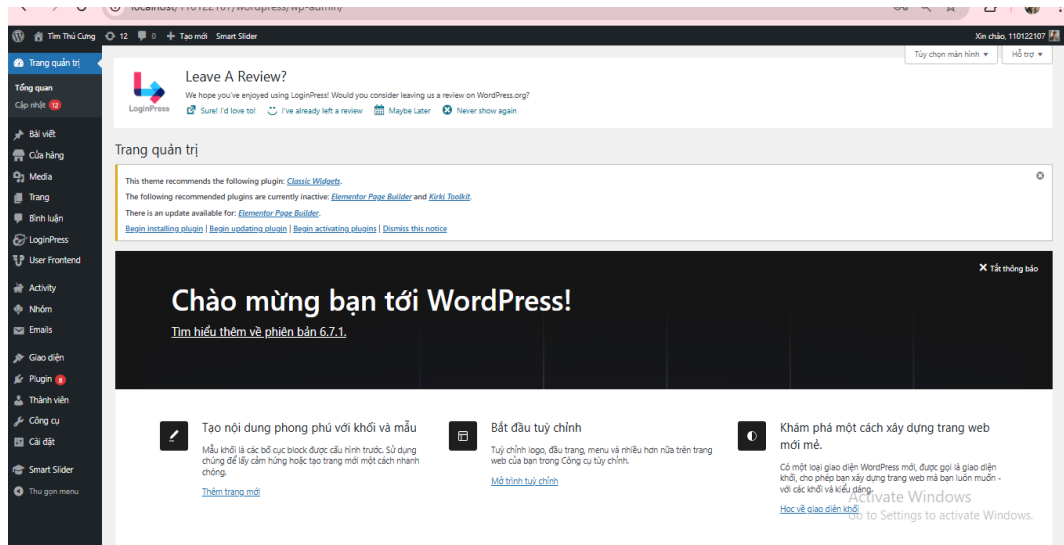 localhost/110122107/wordpress/wp-admin/
Tìm Thú Cưng 12 0 + Tạo mới Smart Slider Xin chào, 110122107
Tùy chọn màn hình ▼ Hỗ trợ ▼
Trang quản trị
Tổng quan
Cập nhật 12
Bài viết
Cửa hàng
Media
Trang
Bình luận
LoginPress
User Frontend
Activity
Nhóm
Emails
Giao diện
Plugin 8
Thành viên
Công cụ
Cài đặt
Smart Slider
Thu gọn menu
LoginPress
Leave A Review?
We hope you've enjoyed using LoginPress! Would you consider leaving us a review on WordPress.org?
Sure! I'd love to! I've already left a review Maybe Later Never show again
Trang quản trị
This theme recommends the following plugin: Classic Widgets.
The following recommended plugins are currently inactive: Elementor Page Builder and Kirki Toolkit.
There is an update available for: Elementor Page Builder.
Begin installing plugin | Begin updating plugin | Begin activating plugins | Dismiss this notice
Tắt thông báo
Chào mừng bạn tới WordPress!
Tìm hiểu thêm về phiên bản 6.7.1.
Tạo nội dung phong phú với khối và mẫu
Mẫu khối là các bố cục block được cấu hình trước. Sử dụng
chúng để lấy cảm hứng hoặc tạo trang mới một cách nhanh
chóng.
Thêm trang mới
Bắt đầu tuỳ chỉnh
Tuỳ chỉnh logo, đầu trang, menu và nhiều hơn nữa trên trang
web của bạn trong Công cụ tùy chỉnh.
Mở trình tuỳ chỉnh
Khám phá một cách xây dựng trang web
mới mẻ.
Có một loại giao diện WordPress mới, được gọi là giao diện
khối, cho phép bạn xây dựng trang web mà bạn luôn muốn -
với các khối và kiểu dáng.
Học về giao diện khối
Activate Windows
Go to Settings to activate Windows.